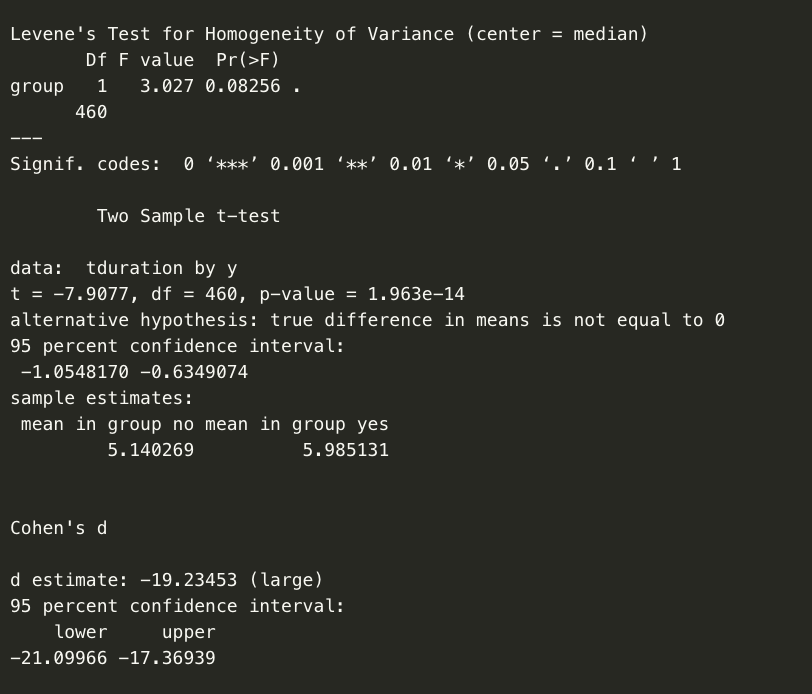 Levene's Test for Homogeneity of Variance (center = median)
       Df F value  Pr(>F)
group   1   3.027 0.08256 .
      460
---
Signif. codes:  0 ‘***’ 0.001 ‘**’ 0.01 ‘*’ 0.05 ‘.’ 0.1 ‘ ’ 1
        Two Sample t-test
data:  tduration by y
t = -7.9077, df = 460, p-value = 1.963e-14
alternative hypothesis: true difference in means is not equal to 0
95 percent confidence interval:
 -1.0548170 -0.6349074
sample estimates:
 mean in group no mean in group yes
         5.140269          5.985131
Cohen's d
d estimate: -19.23453 (large)
95 percent confidence interval:
    lower     upper
-21.09966 -17.36939